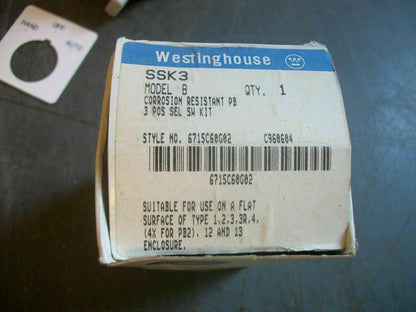 HAND OFF AUTO
Westinghouse
SSK3
MODEL B QTY. 1
CORROSION RESISTANT PB
3 POS SEL SW KIT
STYLE NO. 6715C60G02 C960604
6715C60G02
SUITABLE FOR USE ON A FLAT
SURFACE OF TYPE 1,2,3,3R,4,
(4X FOR PB2), 12 AND 13
ENCLOSURE.